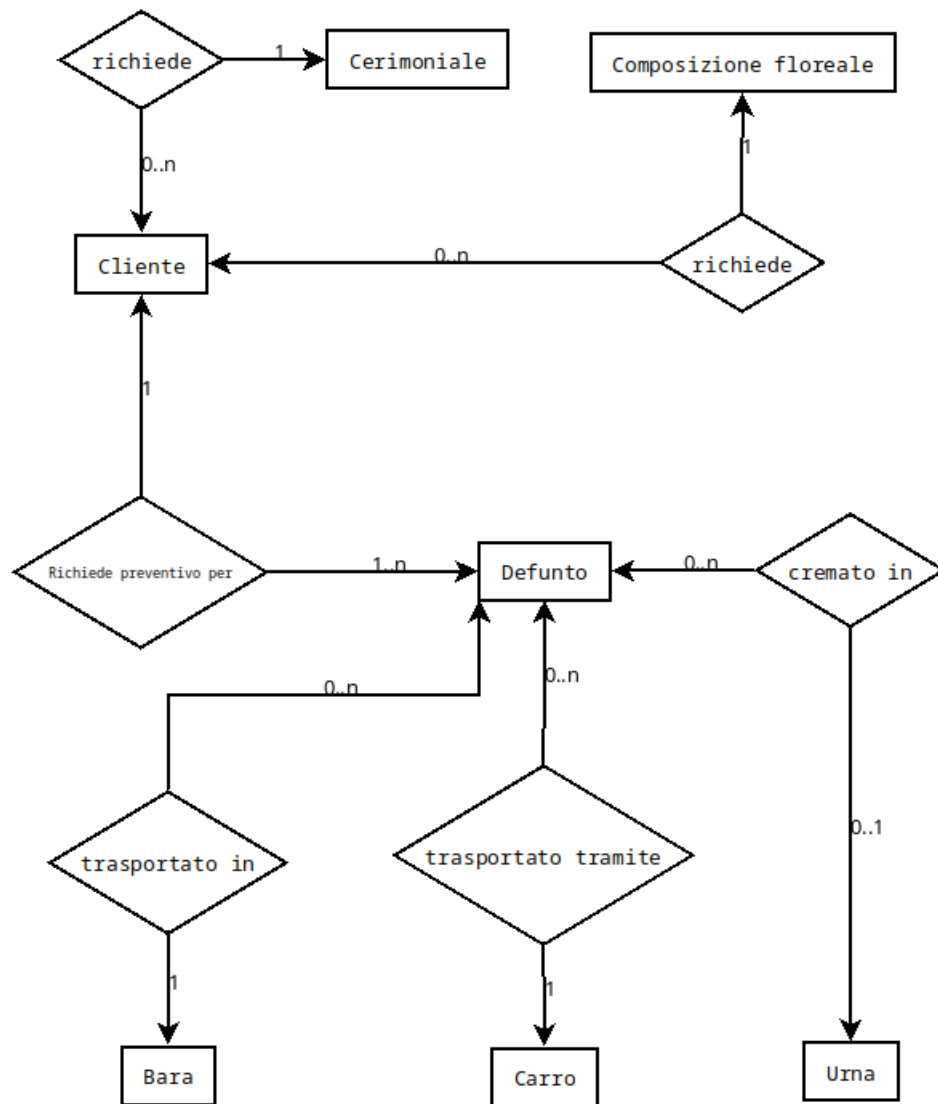 richiede
1
Cerimoniale
Composizione floreale
0..n
1
Cliente
0..n
richiede
1
Richiede preventivo per
1..n
Defunto
0..n
cremato in
0..n
0..n
0..1
trasportato in
trasportato tramite
1
1
Bara
Carro
Urna